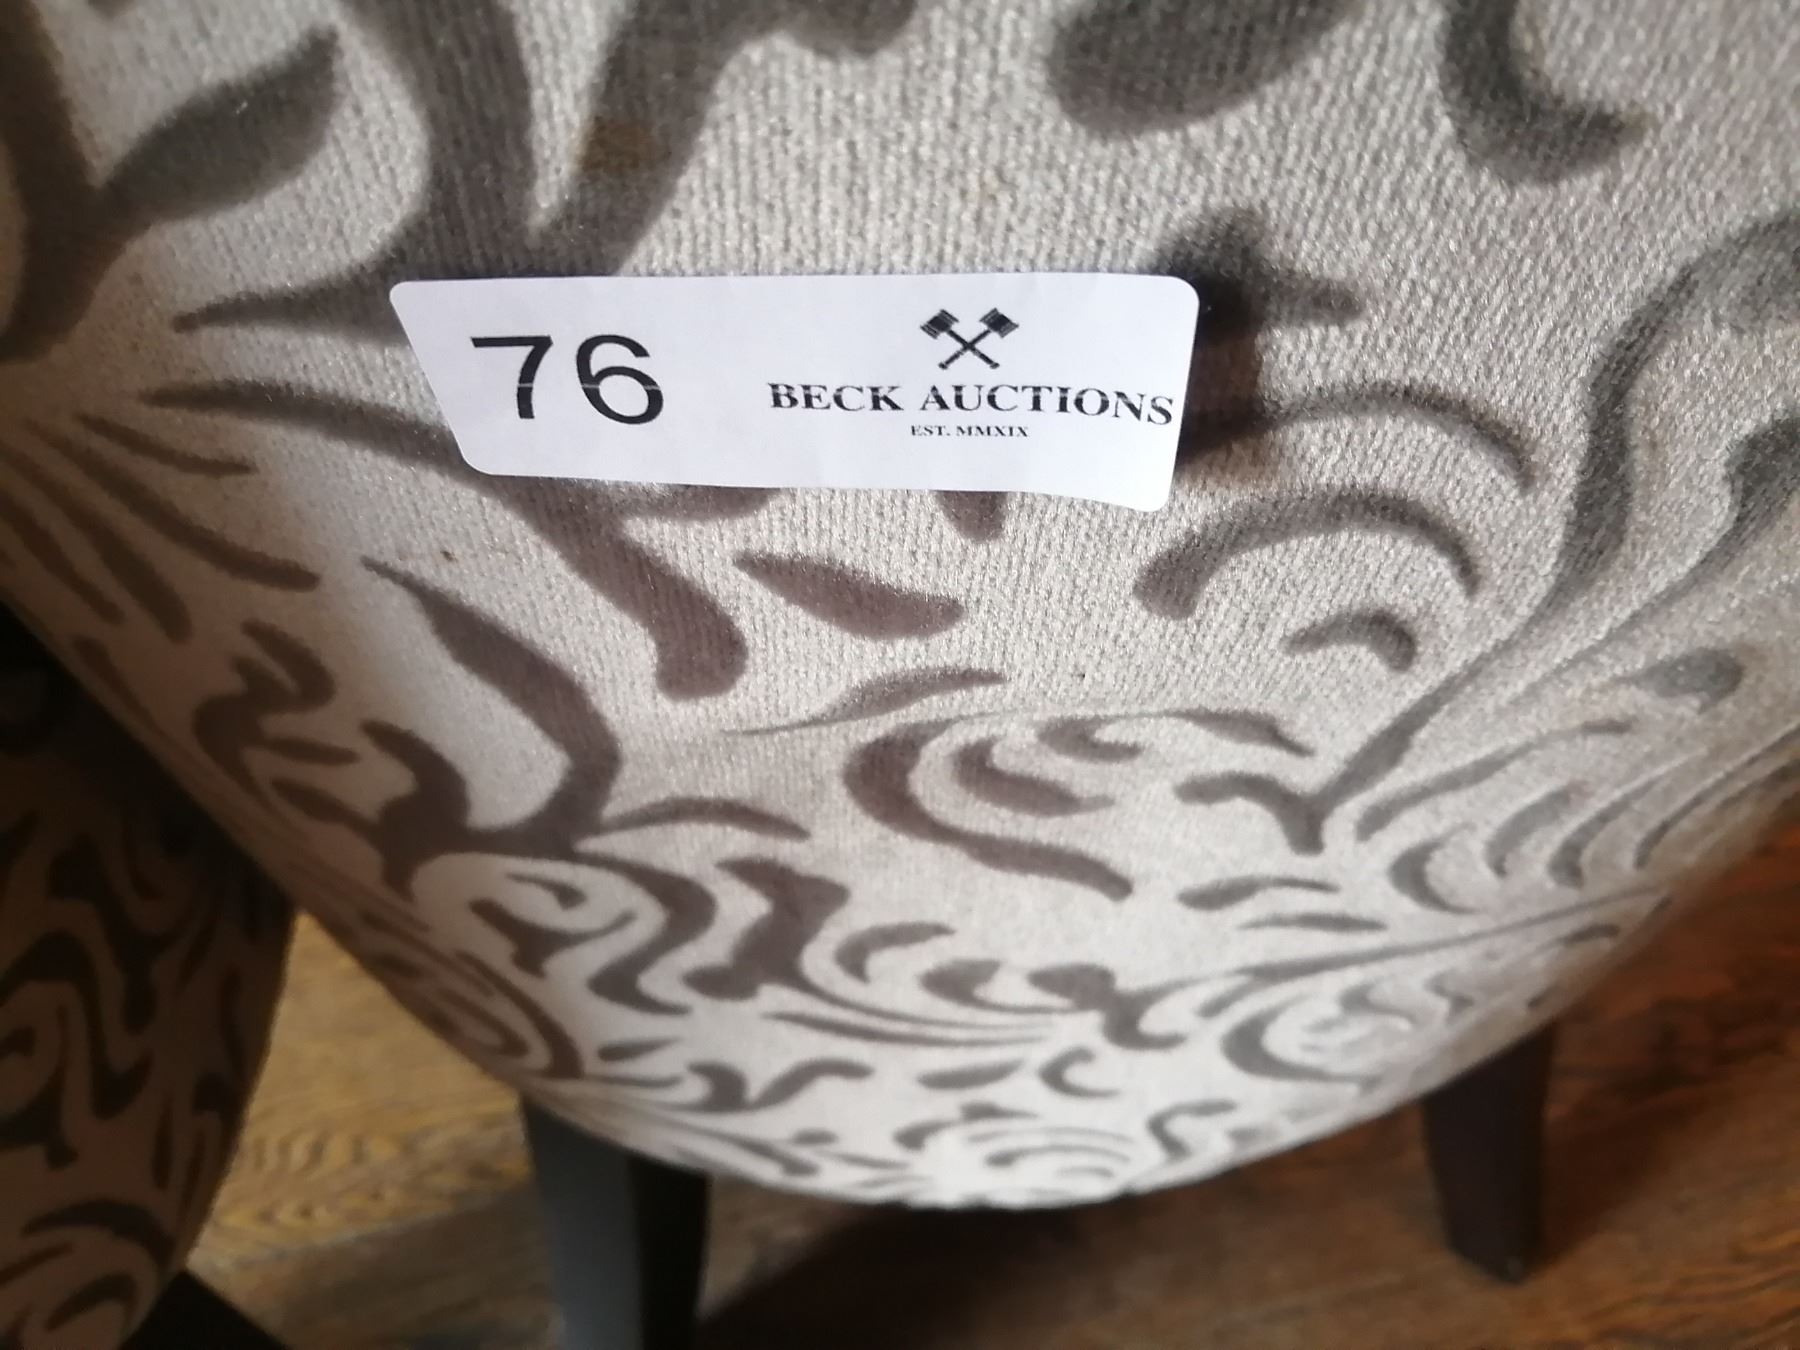 76
BECK AUCTIONS
EST. MMXIX